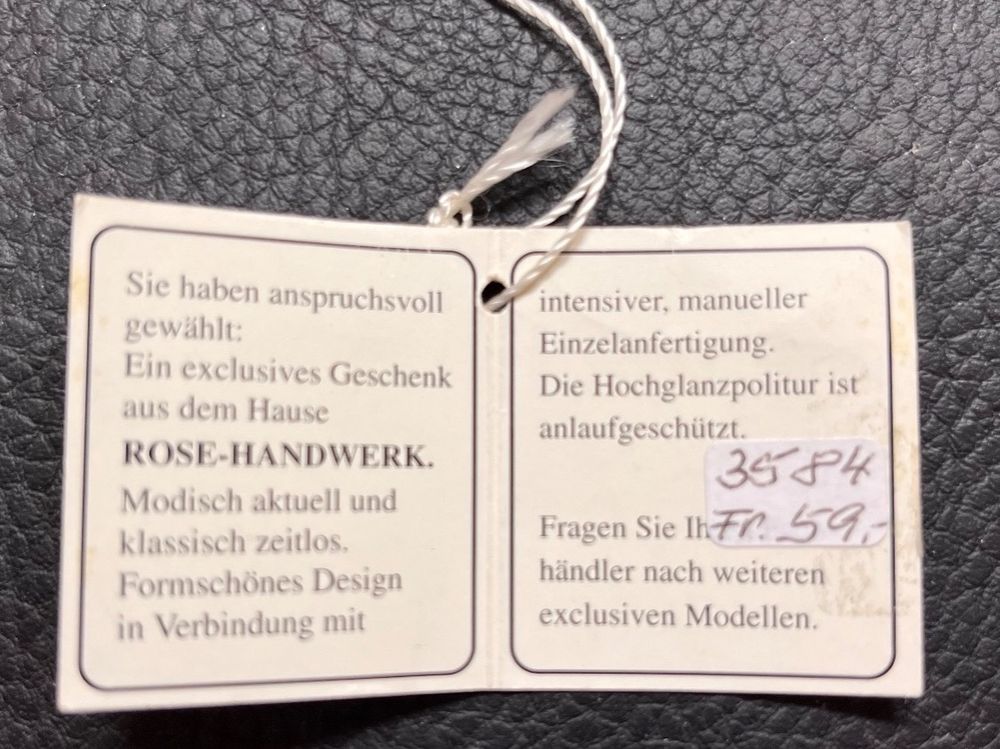 Sie haben anspruchsvoll
gewählt:
Ein exclusives Geschenk
aus dem Hause
ROSE-HANDWERK.
Modisch aktuell und
klassisch zeitlos.
Formschönes Design
in Verbindung mit
intensiver, manueller
Einzelanfertigung.
Die Hochglanzpolitur ist
anlaufgeschützt.
3584
Fr. 59.-
Fragen Sie
händler nach weiteren
exclusiven Modellen.